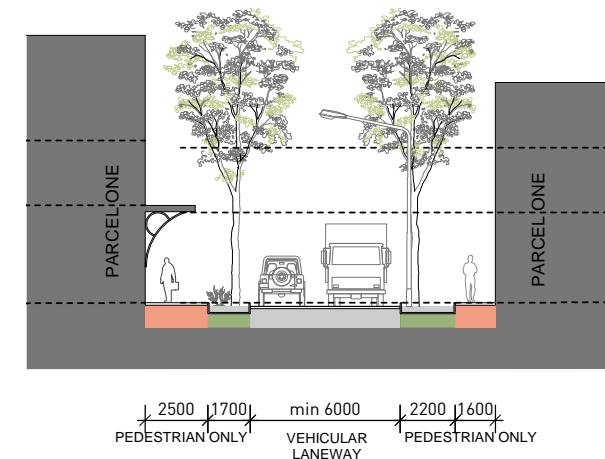 PARCEL ONE
PARCEL ONE
2500 1700 min 6000 2200 1600
PEDESTRIAN ONLY VEHICULAR PEDESTRIAN ONLY
LANEWAY